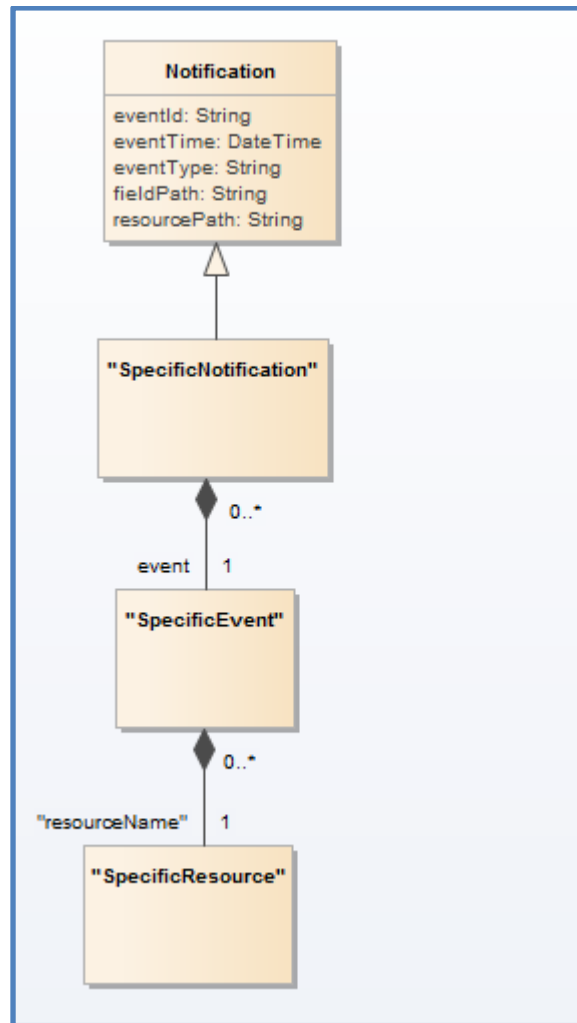 Notification
eventId: String
eventTime: DateTime
eventType: String
fieldPath: String
resourcePath: String
"SpecificNotification"
0..*
event 1
"SpecificEvent"
0..*
"resourceName" 1
"SpecificResource"